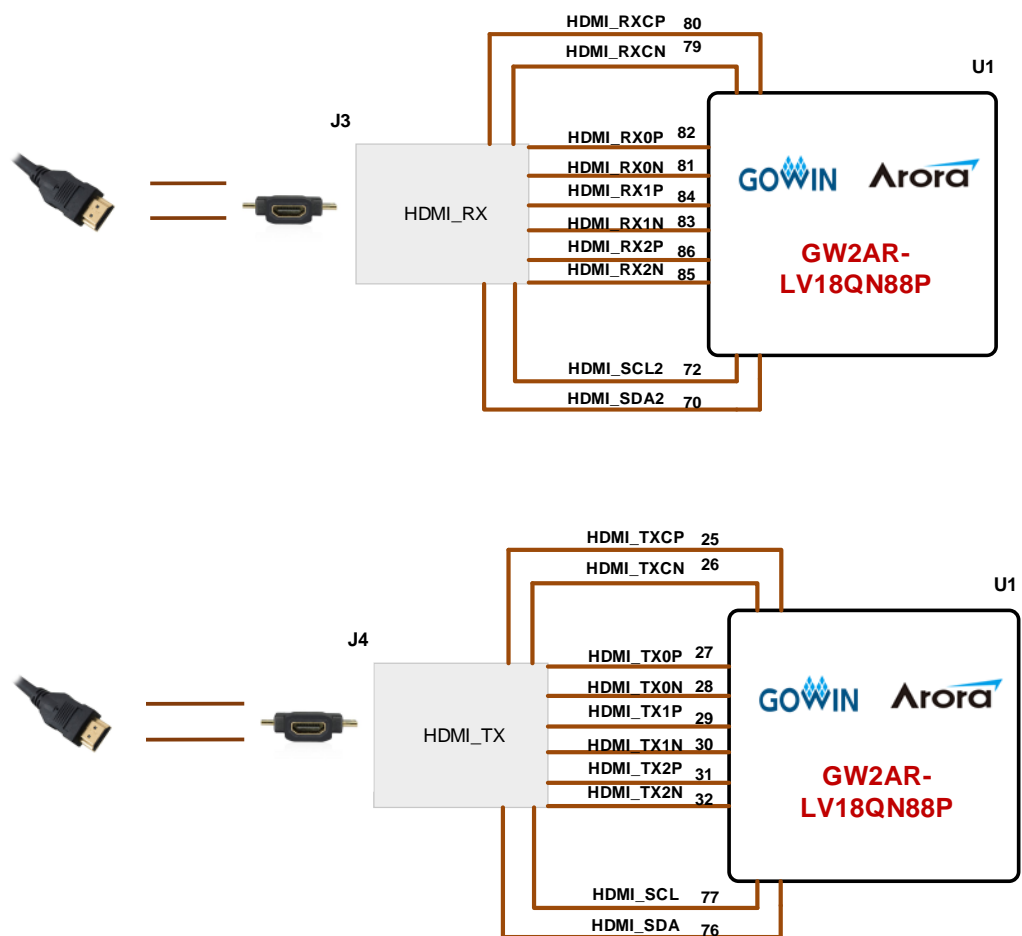 HDMI_RXCP 80
HDMI_RXCN 79
U1
J3
HDMI_RX
HDMI_RX0P 82
HDMI_RX0N 81
HDMI_RX1P 84
HDMI_RX1N 83
HDMI_RX2P 86
HDMI_RX2N 85
GOWIN Arora
GW2AR-
LV18QN88P
HDMI_SCL2 72
HDMI_SDA2 70
HDMI_TXCP 25
HDMI_TXCN 26
U1
J4
HDMI_TX
HDMI_TX0P 27
HDMI_TX0N 28
HDMI_TX1P 29
HDMI_TX1N 30
HDMI_TX2P 31
HDMI_TX2N 32
GOWIN Arora
GW2AR-
LV18QN88P
HDMI_SCL 77
HDMI_SDA 76